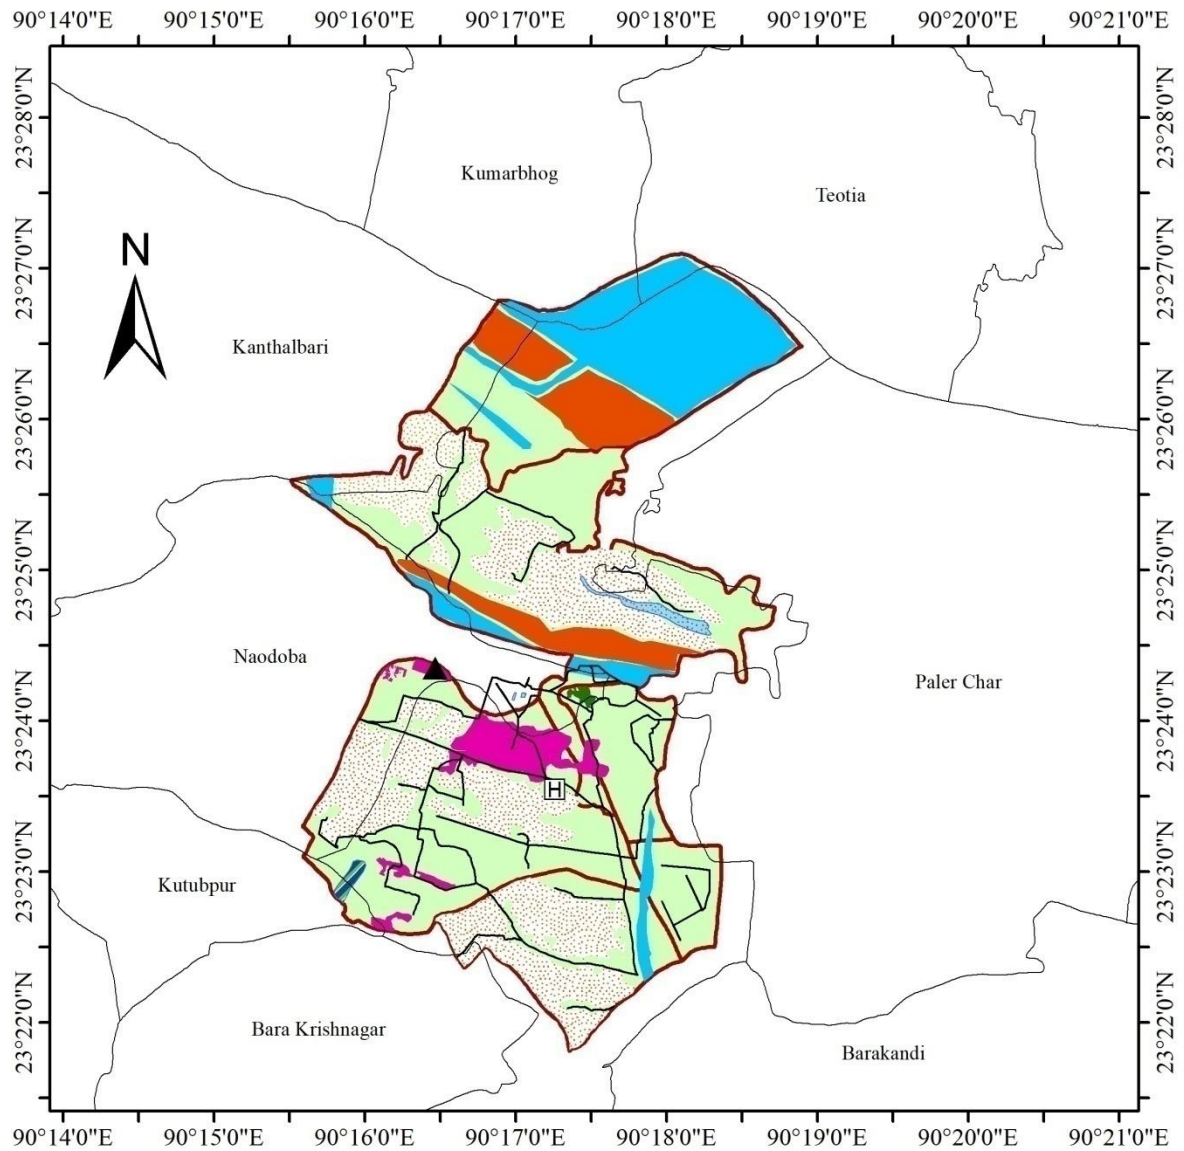 90°14'0"E 90°15'0"E 90°16'0"E 90°17'0"E 90°18'0"E 90°19'0"E 90°20'0"E 90°21'0"E
23°28'0"N
23°28'0"N
Kumarbhog
Teotia
N
23°27'0"N
23°27'0"N
Kanthalbari
23°26'0"N
23°26'0"N
23°25'0"N
23°25'0"N
Naodoba
Paler Char
23°24'0"N
23°24'0"N
H
Kutubpur
23°23'0"N
23°23'0"N
23°22'0"N
23°22'0"N
Bara Krishnagar
Barakandi
90°14'0"E 90°15'0"E 90°16'0"E 90°17'0"E 90°18'0"E 90°19'0"E 90°20'0"E 90°21'0"E